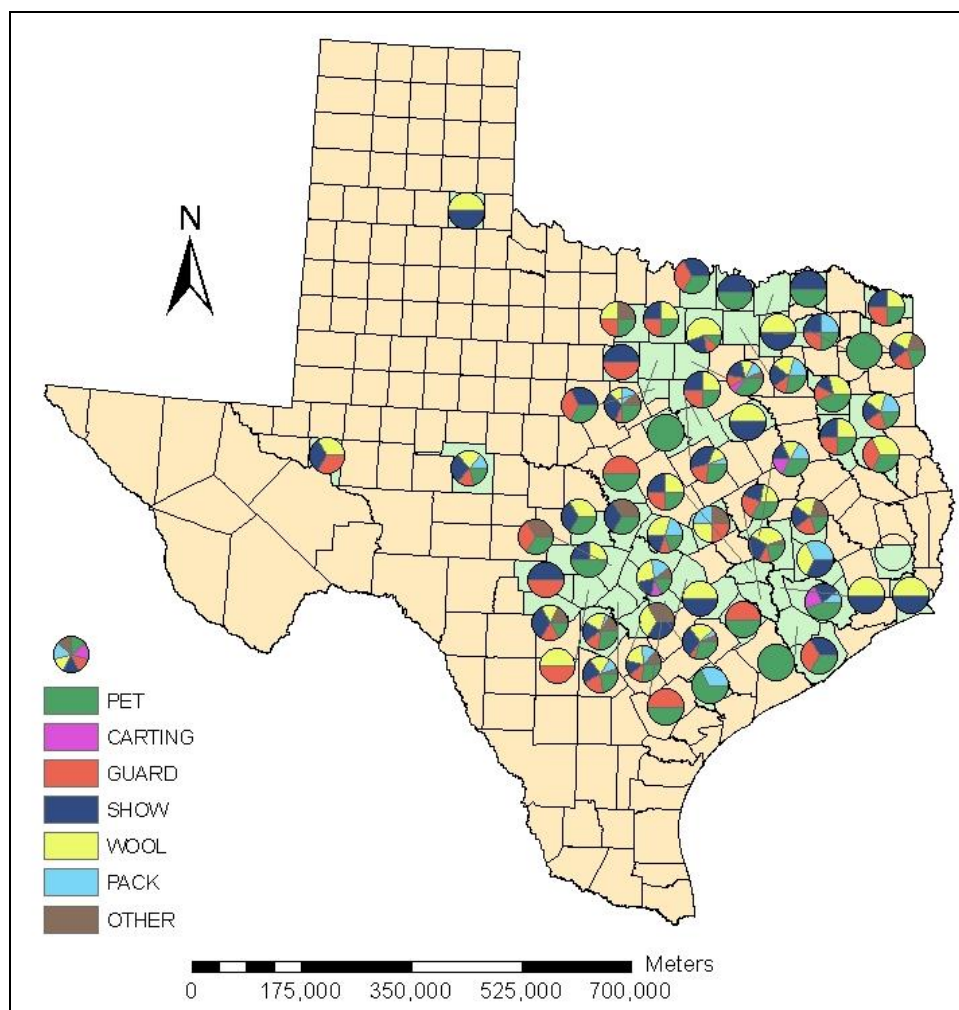 N
PET
CARTING
GUARD
SHOW
WOOL
PACK
OTHER
Meters
0 175,000 350,000 525,000 700,000